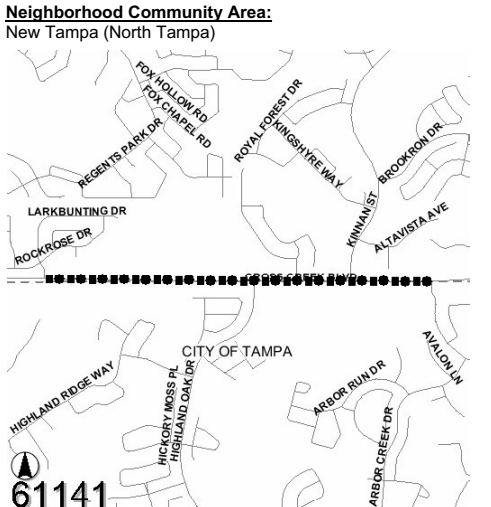 Neighborhood Community Area:
New Tampa (North Tampa)
FOX HOLLOW RD
FOX CHAPEL RD
REGENTS PARK DR
ROYAL FOREST DR
KINGSHYRE WAY
BROOKRON DR
LARKBUNTING DR
ROCKROSE DR
KINNAN ST
ALTAVISTA AVE
CROSS CREEK BLVD
CITY OF TAMPA
HIGHLAND RIDGE WAY
HICKORY MOSS PL
HIGHLAND OAK DR
ARBOR RUN DR
AVALON LN
ARBOR CREEK DR
61141